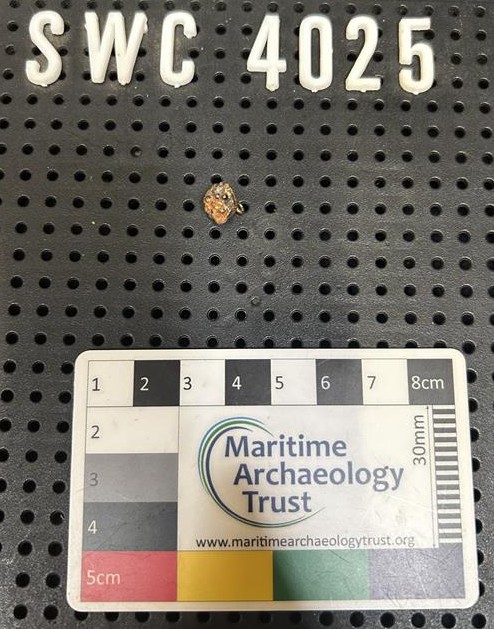 SWC 4025
1 2 3 4 5 6 7 8cm
2
3
4
5cm
30mm
Maritime
Archaeology
Trust
www.maritimearchaeologytrust.org